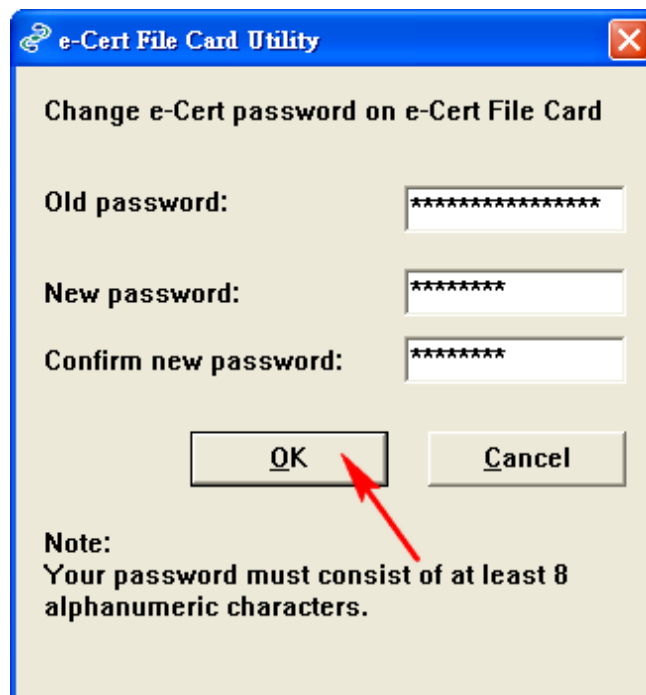 e-Cert File Card Utility
Change e-Cert password on e-Cert File Card
Old password: ****************
New password: ********
Confirm new password: ********
OK Cancel
Note:
Your password must consist of at least 8
alphanumeric characters.